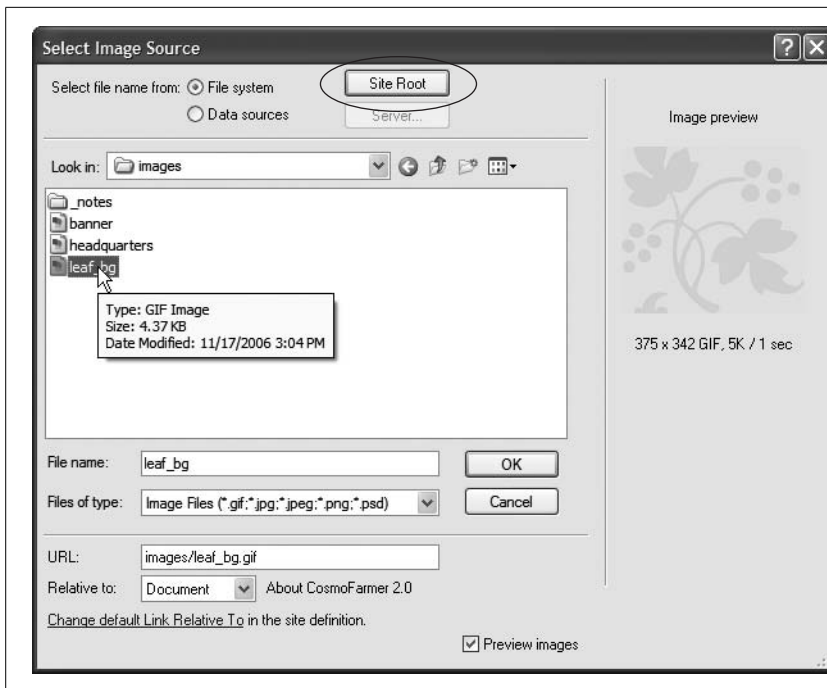 Select Image Source
Select file name from: File system
Site Root
Data sources
Server...
Image preview
Look in: images
_notes
banner
headquarters
leaf_bg
Type: GIF Image
Size: 4.37 KB
Date Modified: 11/17/2006 3:04 PM
375 x 342 GIF, 5K / 1 sec
File name: leaf_bg
OK
Files of type: Image Files (*.gif;*.jpg;*.jpeg;*.png;*.psd)
Cancel
URL: images/leaf_bg.gif
Relative to: Document About CosmoFarmer 2.0
Change default Link Relative To in the site definition.
Preview images